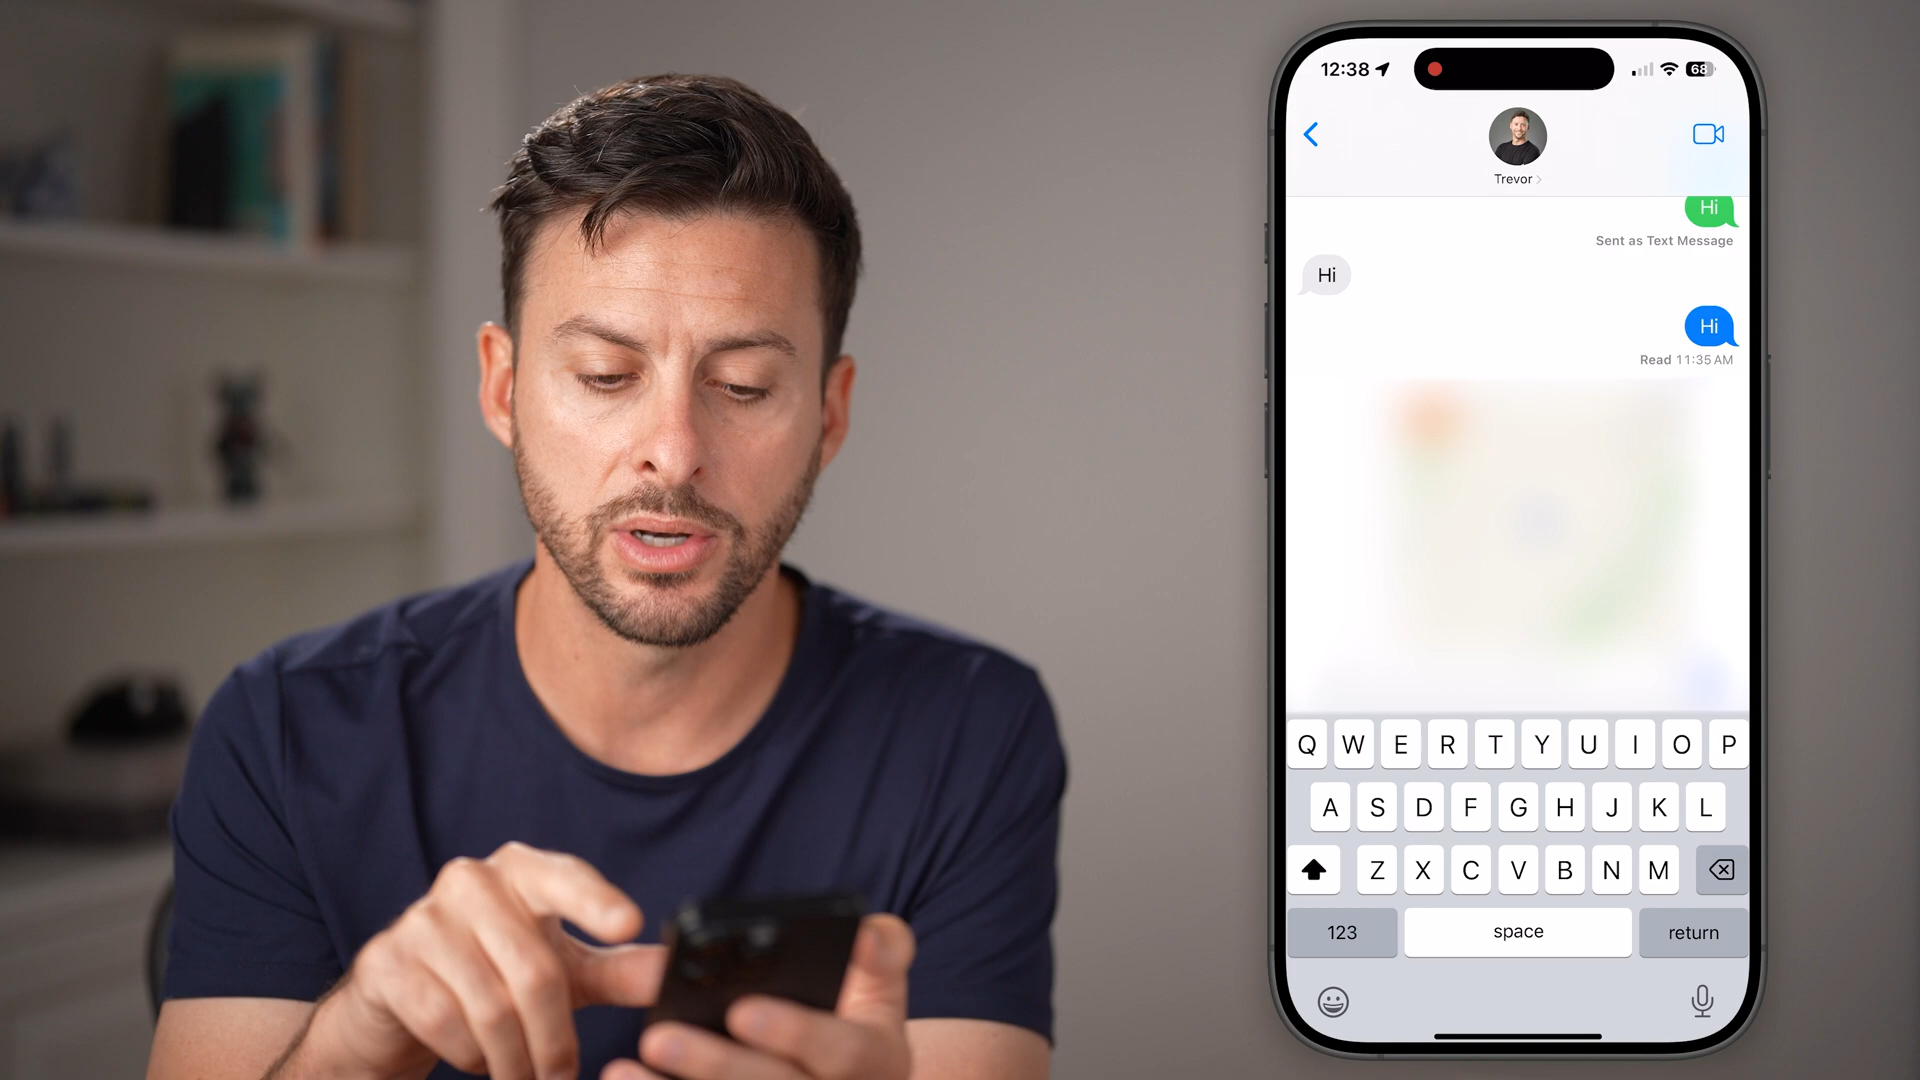 12:38
68
Trevor
Hi
Sent as Text Message
Hi
Hi
Read 11:35 AM
Q W E R T Y U I O P
A S D F G H J K L
Z X C V B N M
123 space return